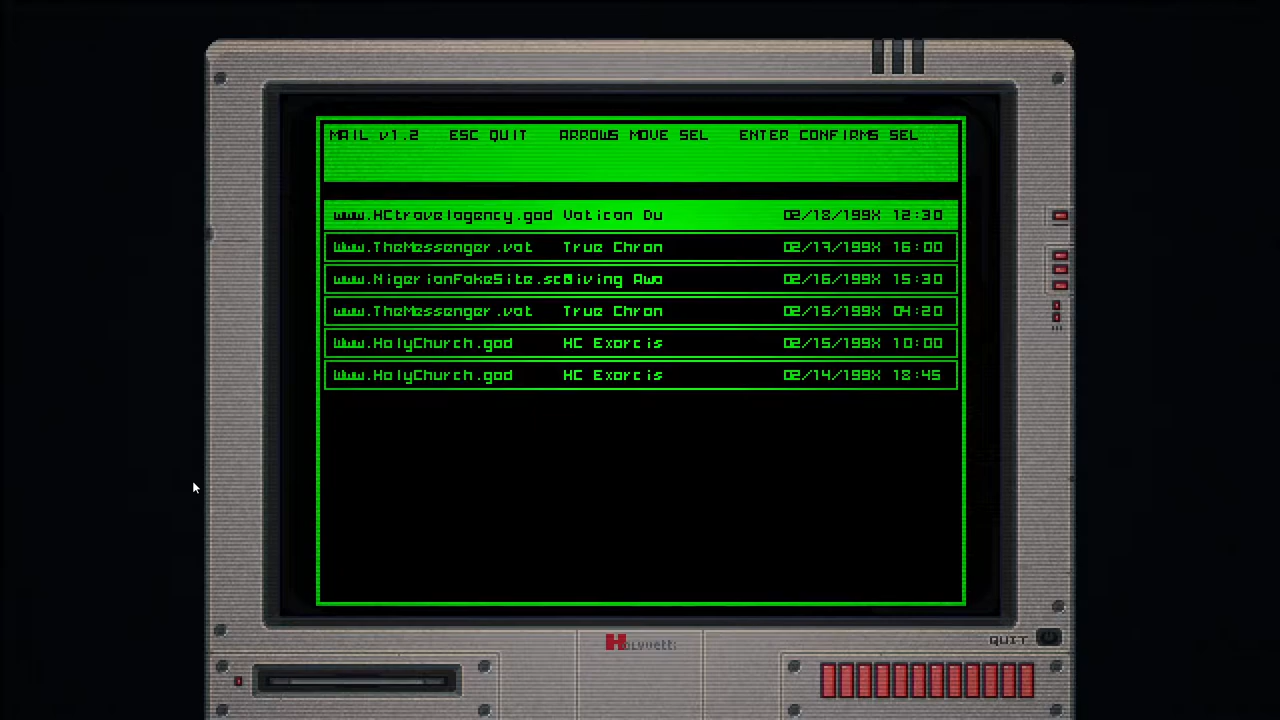 MAIL v1.2 ESC QUIT ARROWS MOVE SEL ENTER CONFIRMS SEL
www.HCtravelagency.god Vatican Du 02/18/199X 12:30
Www.TheMessenger.vat True Chron 02/17/199X 16:00
Www.NigerianFakeSite.scGiving Awa 02/16/199X 15:30
Www.TheMessenger.vat True Chron 02/15/199X 04:20
Www.HolyChurch.god HC Exorcis 02/15/199X 10:00
Www.HolyChurch.god HC Exorcis 02/14/199X 18:45
QUIT